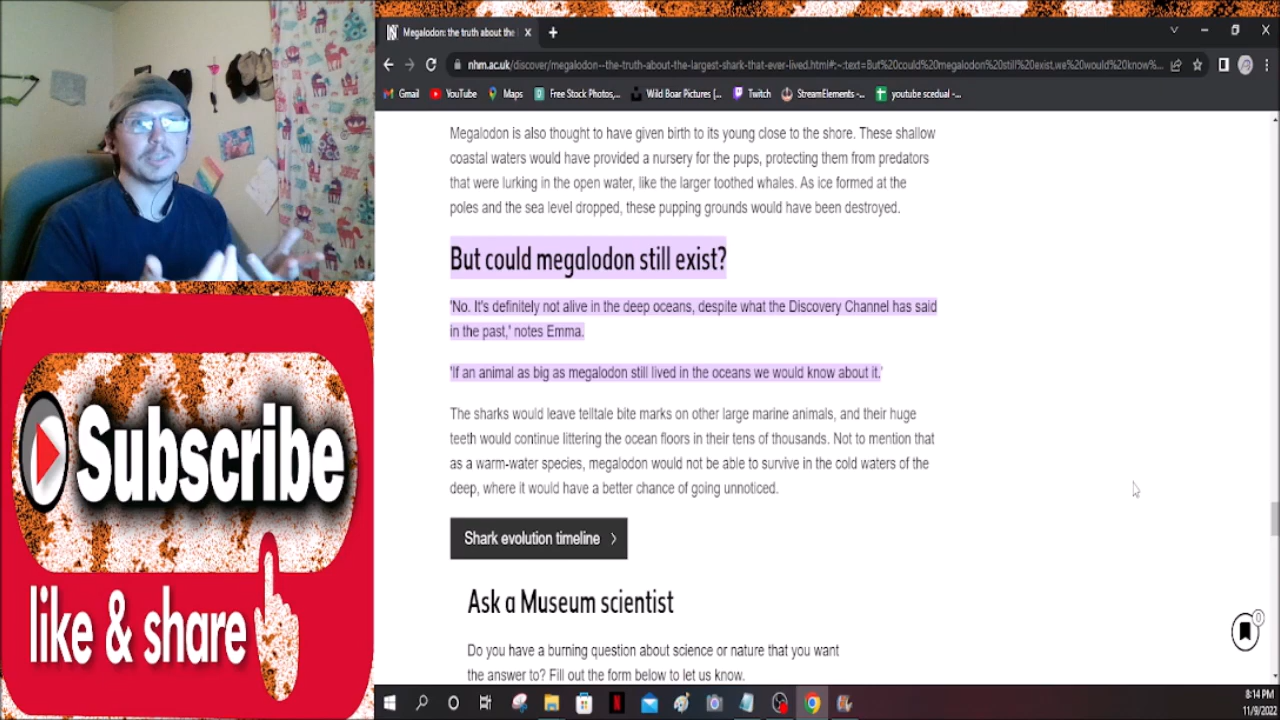 Megalodon: the truth about the
nhm.ac.uk/discover/megalodon--the-truth-about-the-largest-shark-that-ever-lived.html#:~:text=But%20could%20megalodon%20still%20exist,we%20would%20know%...
Gmail
YouTube
Maps
Free Stock Photos,...
Wild Boar Pictures [...
Twitch
StreamElements -...
youtube scedual -...
Megalodon is also thought to have given birth to its young close to the shore. These shallow
coastal waters would have provided a nursery for the pups, protecting them from predators
that were lurking in the open water, like the larger toothed whales. As ice formed at the
poles and the sea level dropped, these pupping grounds would have been destroyed.
But could megalodon still exist?
'No. It's definitely not alive in the deep oceans, despite what the Discovery Channel has said
in the past,' notes Emma.
'If an animal as big as megalodon still lived in the oceans we would know about it.'
The sharks would leave telltale bite marks on other large marine animals, and their huge
teeth would continue littering the ocean floors in their tens of thousands. Not to mention that
as a warm-water species, megalodon would not be able to survive in the cold waters of the
deep, where it would have a better chance of going unnoticed.
Shark evolution timeline
Ask a Museum scientist
Do you have a burning question about science or nature that you want
the answer to? Fill out the form below to let us know.
0
Subscribe
like & share
8:14 PM
11/9/2022